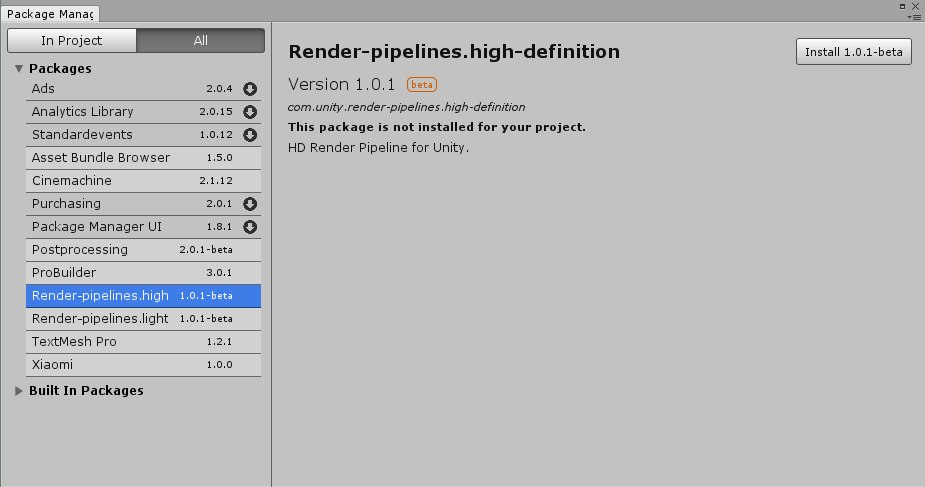 Package Manag
In Project
All
Packages
Ads 2.0.4
Analytics Library 2.0.15
Standardevents 1.0.12
Asset Bundle Browser 1.5.0
Cinemachine 2.1.12
Purchasing 2.0.1
Package Manager UI 1.8.1
Postprocessing 2.0.1-beta
ProBuilder 3.0.1
Render-pipelines.high 1.0.1-beta
Render-pipelines.light 1.0.1-beta
TextMesh Pro 1.2.1
Xiaomi 1.0.0
Built In Packages
Render-pipelines.high-definition
Install 1.0.1-beta
Version 1.0.1 beta
com.unity.render-pipelines.high-definition
This package is not installed for your project.
HD Render Pipeline for Unity.